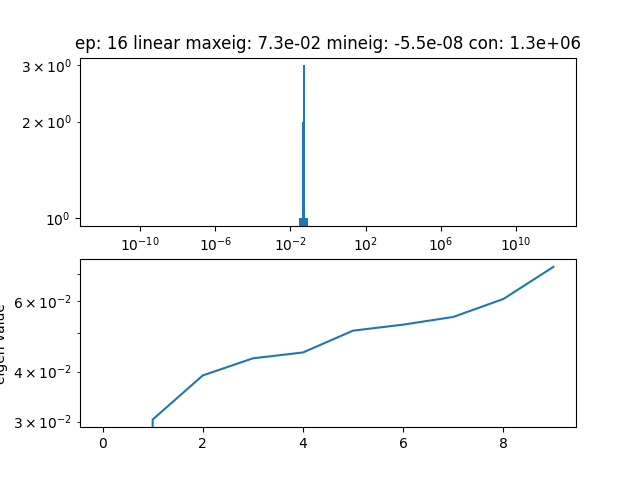 ep: 16 linear maxeig: 7.3e-02 mineig: -5.5e-08 con: 1.3e+06
3 × 10⁰
2 × 10⁰
10⁰
10⁻¹⁰ 10⁻⁶ 10⁻² 10² 10⁶ 10¹⁰
eigen value
6 × 10⁻²
4 × 10⁻²
3 × 10⁻²
0 2 4 6 8